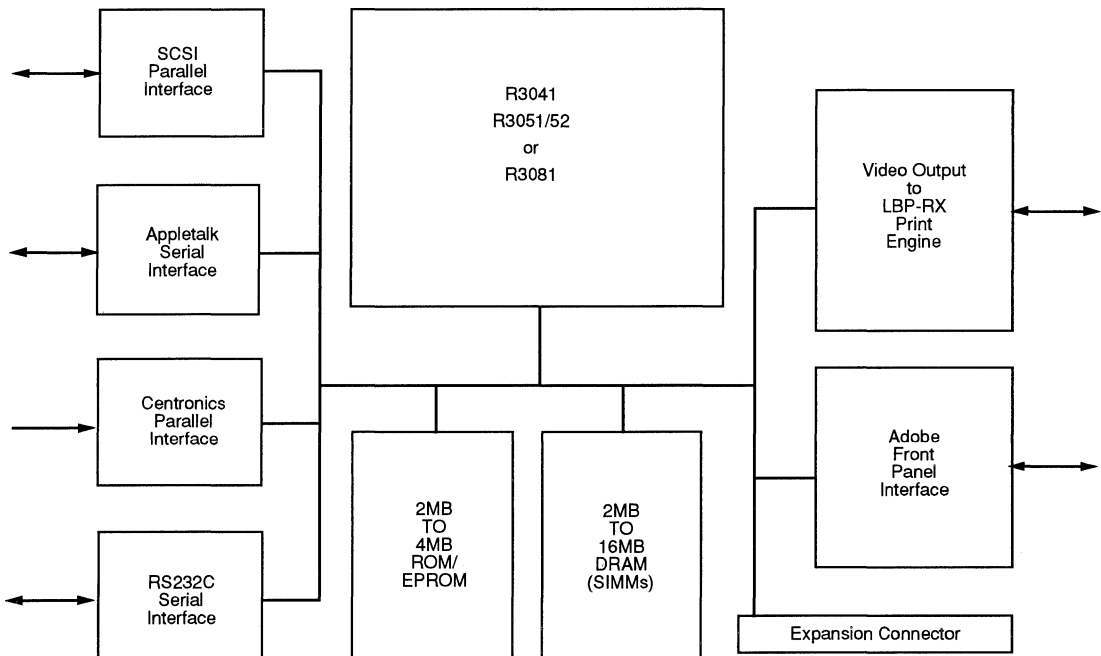 SCSI
Parallel
Interface
Appletalk
Serial
Interface
Centronics
Parallel
Interface
RS232C
Serial
Interface
R3041
R3051/52
or
R3081
2MB
TO
4MB
ROM/
EPROM
2MB
TO
16MB
DRAM
(SIMMs)
Video Output
to
LBP-RX
Print
Engine
Adobe
Front
Panel
Interface
Expansion Connector